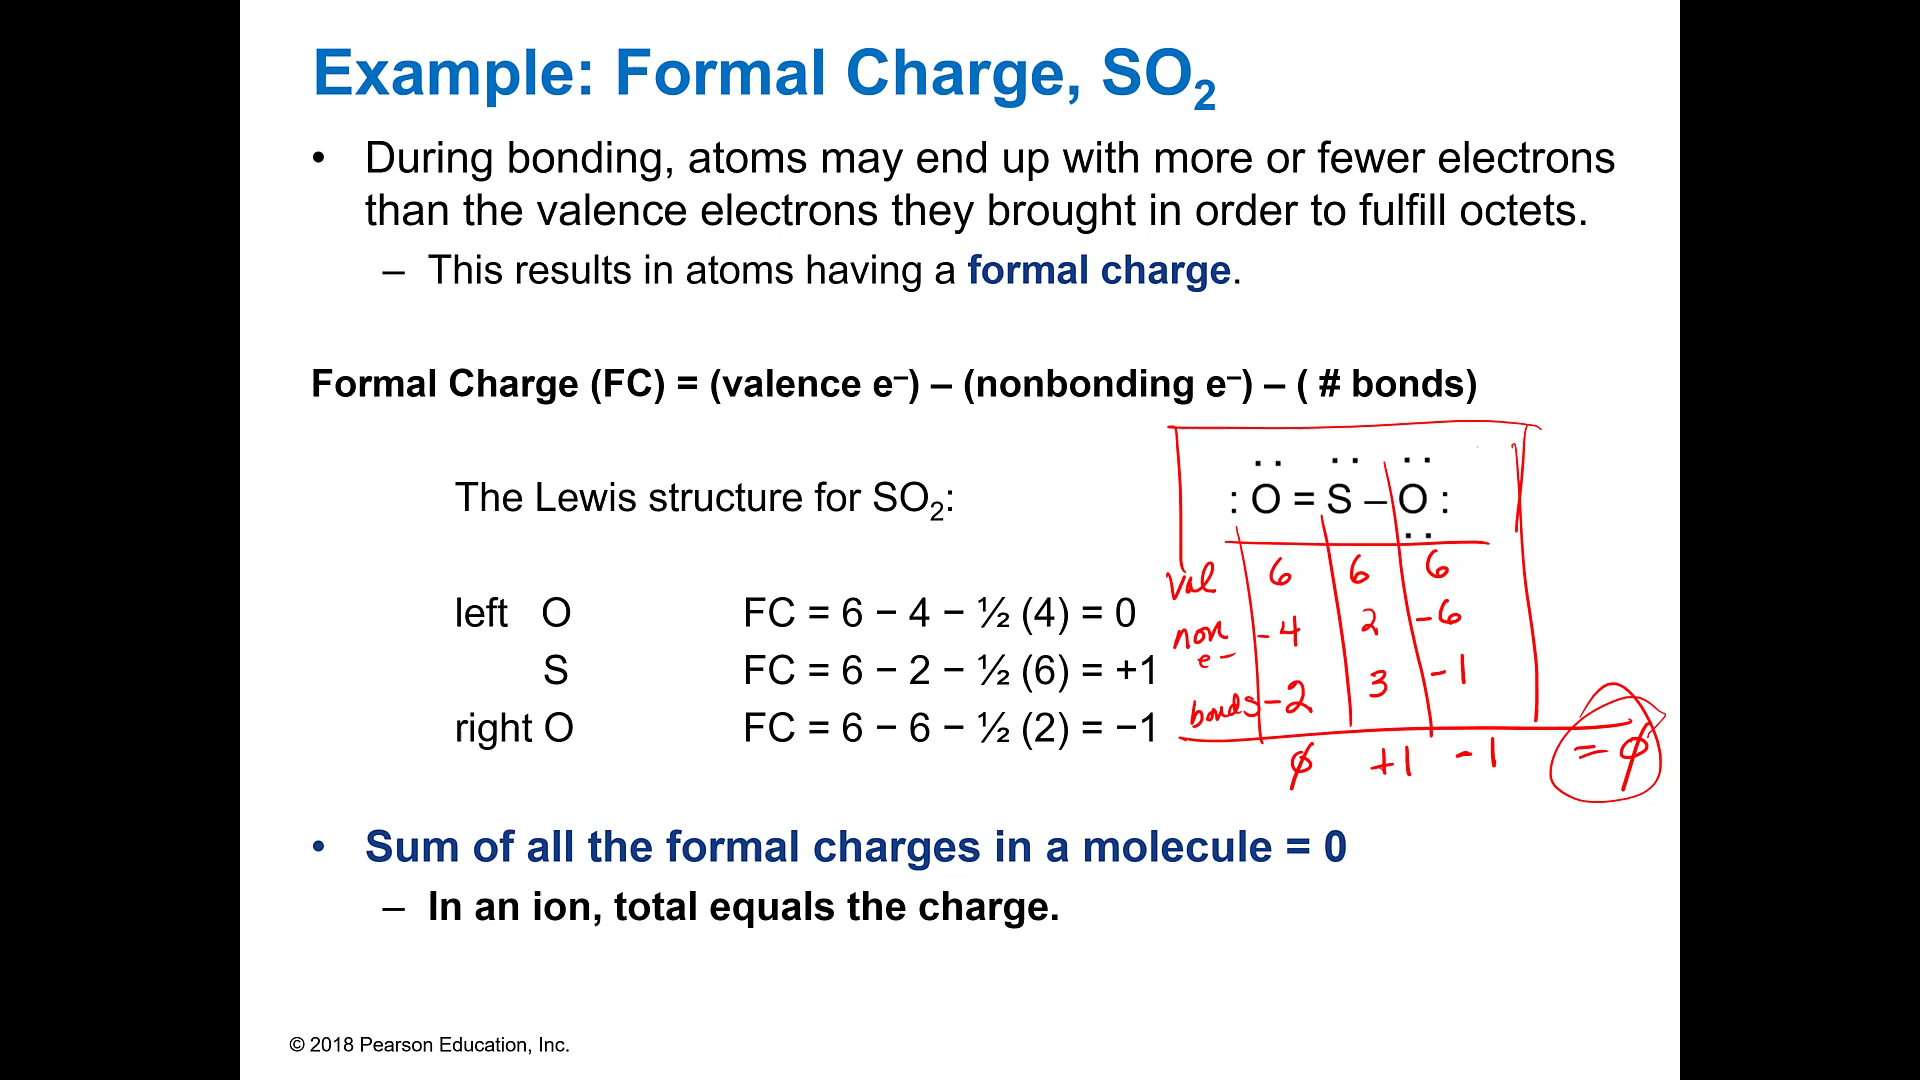 Example: Formal Charge, SO₂
• During bonding, atoms may end up with more or fewer electrons
than the valence electrons they brought in order to fulfill octets.
– This results in atoms having a formal charge.
Formal Charge (FC) = (valence e⁻) – (nonbonding e⁻) – ( # bonds)
The Lewis structure for SO₂:
: O = S – O :
left O FC = 6 − 4 − ½ (4) = 0
S FC = 6 − 2 − ½ (6) = +1
right O FC = 6 − 6 − ½ (2) = −1
val 6 6 6
non e- -4 2 -6
bonds -2 3 -1
∅ +1 -1 = ∅
• Sum of all the formal charges in a molecule = 0
– In an ion, total equals the charge.
© 2018 Pearson Education, Inc.